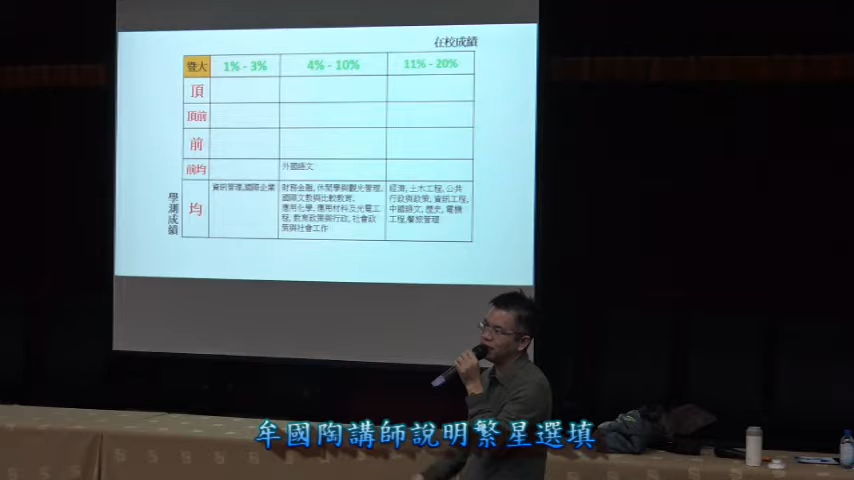 在校成績
暨大 1% - 3% 4% - 10% 11% - 20%
頂
頂前
前
前均 外國語文
學測成績
均 資訊管理,國際企業
財務金融, 休閒學與觀光管理,
國際文教與比較教育,
應用化學, 應用材料及光電工
程, 教育政策與行政, 社會政
策與社會工作
經濟, 土木工程, 公共
行政與政策, 資訊工程,
中國語文, 歷史, 電機
工程, 餐旅管理
牟國陶講師說明繁星選填